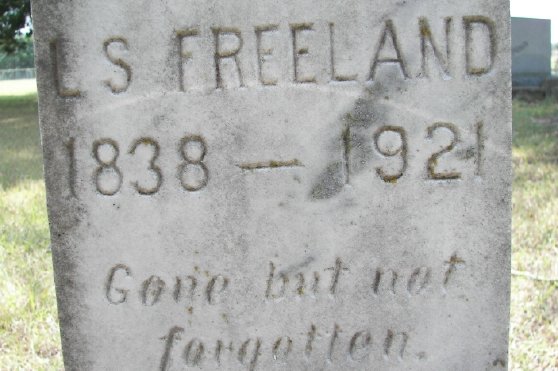 L S FREELAND
1838 — 1921
Gone but not
forgotten.